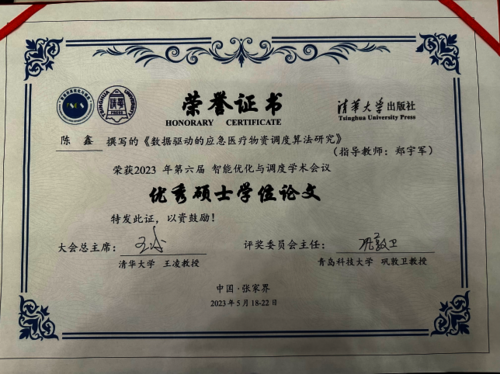 荣誉证书
HONORARY CERTIFICATE
清华大学出版社
Tsinghua University Press
陈鑫 撰写的《数据驱动的应急医疗物资调度算法研究》
(指导教师：郑宇军)
荣获2023 年第六届 智能优化与调度学术会议
优秀硕士学位论文
特发此证，以资鼓励！
大会总主席：
评奖委员会主任：
清华大学 王凌教授
青岛科技大学 巩敦卫教授
中国·张家界
2023年5月18-22日